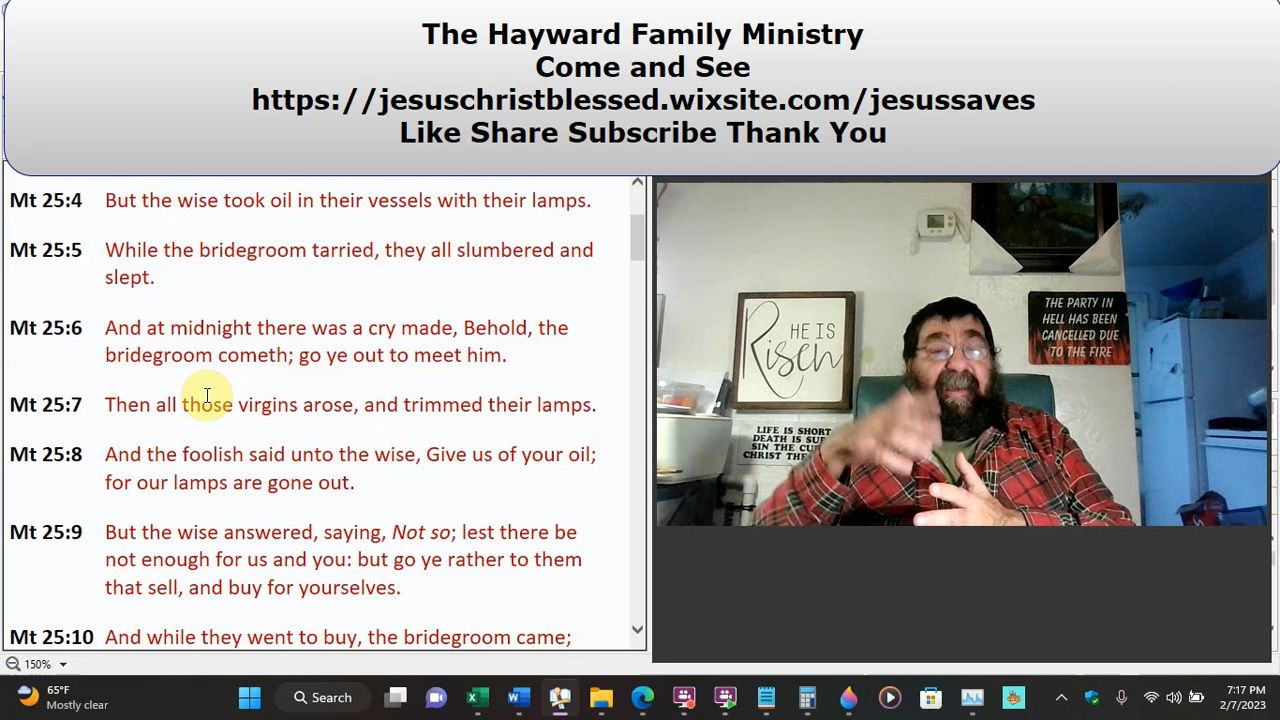 The Hayward Family Ministry
Come and See
https://jesuschristblessed.wixsite.com/jesussaves
Like Share Subscribe Thank You
Mt 25:4 But the wise took oil in their vessels with their lamps.
Mt 25:5 While the bridegroom tarried, they all slumbered and
slept.
Mt 25:6 And at midnight there was a cry made, Behold, the
bridegroom cometh; go ye out to meet him.
Mt 25:7 Then all those virgins arose, and trimmed their lamps.
Mt 25:8 And the foolish said unto the wise, Give us of your oil;
for our lamps are gone out.
Mt 25:9 But the wise answered, saying, Not so; lest there be
not enough for us and you: but go ye rather to them
that sell, and buy for yourselves.
Mt 25:10 And while they went to buy, the bridegroom came;
HE IS
Risen
THE PARTY IN
HELL HAS BEEN
CANCELLED DUE
TO THE FIRE
LIFE IS SHORT
DEATH IS
SIN THE
CHRIST
150%
65°F
Mostly clear
Search
7:17 PM
2/7/2023